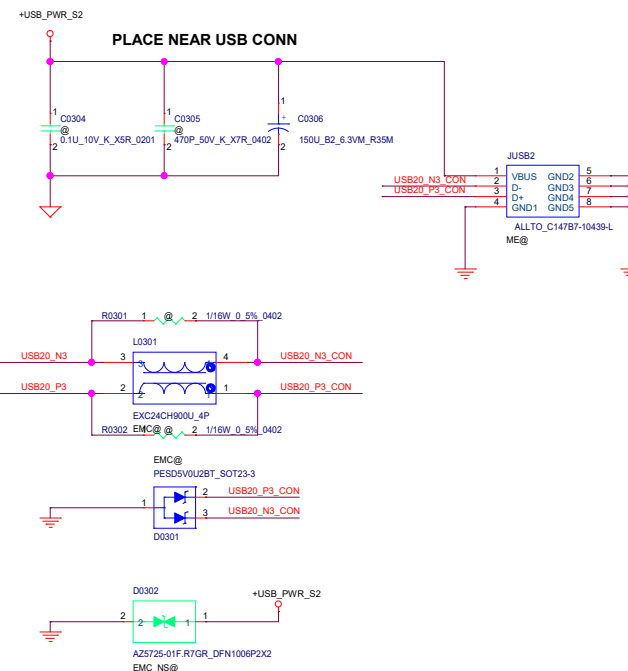 +USB_PWR_S2
PLACE NEAR USB CONN
1 1 1
C0304 C0305 + C0306
@ @
0.1U_10V_K_X5R_0201 470P_50V_K_X7R_0402 150U_B2_6.3VM_R35M
2 2 2
JUSB2
1 VBUS GND2 5
USB20_N3_CON 2 D- GND3 6
USB20_P3_CON 3 D+ GND4 7
4 GND1 GND5 8
ALLTO_C147B7-10439-L
ME@
R0301 1 @ 2 1/16W_0_5%_0402
L0301
USB20_N3 3 3 4 USB20_N3_CON
USB20_P3 2 2 1 USB20_P3_CON
EXC24CH900U_4P
R0302 1 EMC@ @ 2 1/16W_0_5%_0402
EMC@
PESD5V0U2BT_SOT23-3
1 2 USB20_P3_CON
3 USB20_N3_CON
D0301
D0302 +USB_PWR_S2
2 2 1 1
AZ5725-01F.R7GR_DFN1006P2X2
EMC_NS@